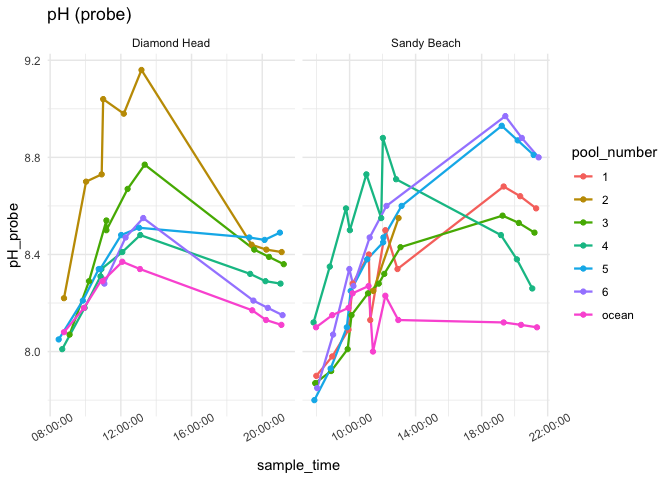 pH (probe)
Diamond Head
Sandy Beach
9.2
8.8
8.4
8.0
pH_probe
08:00:00
12:00:00
16:00:00
20:00:00
10:00:00
14:00:00
18:00:00
22:00:00
sample_time
pool_number
1
2
3
4
5
6
ocean